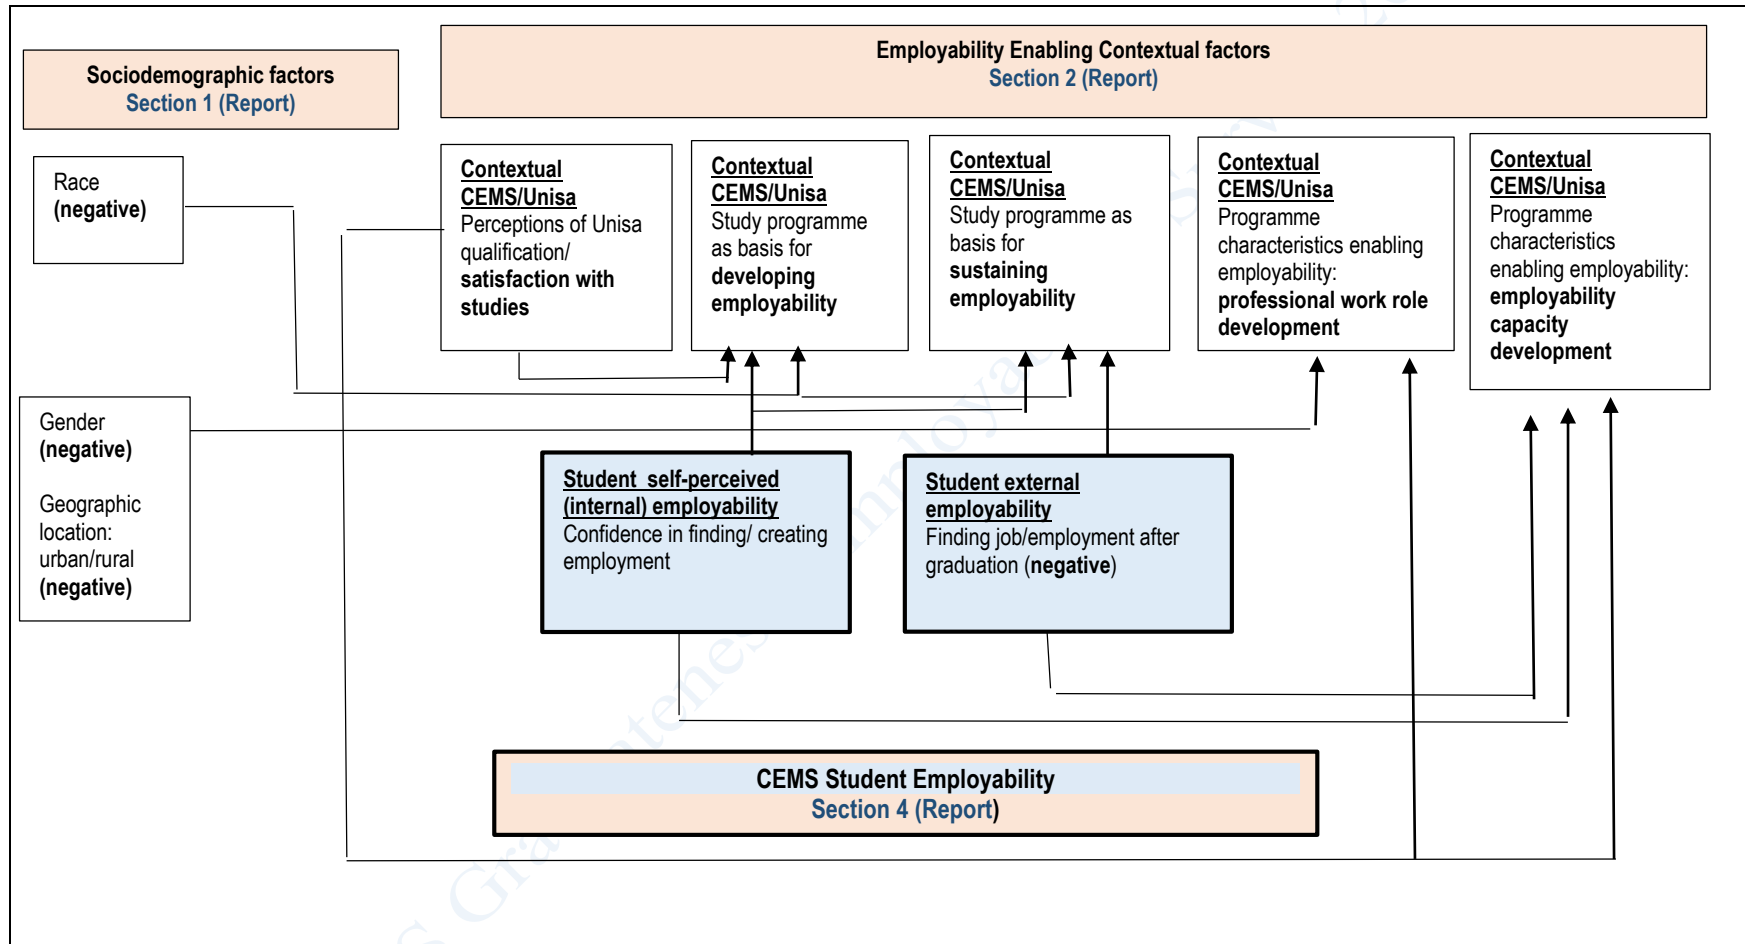 Sociodemographic factors
Section 1 (Report)
Employability Enabling Contextual factors
Section 2 (Report)
Race
(negative)
Gender
(negative)
Geographic
location:
urban/rural
(negative)
Contextual
CEMS/Unisa
Perceptions of Unisa
qualification/
satisfaction with
studies
Contextual
CEMS/Unisa
Study programme
as basis for
developing
employability
Contextual
CEMS/Unisa
Study programme as
basis for
sustaining
employability
Contextual
CEMS/Unisa
Programme
characteristics enabling
employability:
professional work role
development
Contextual
CEMS/Unisa
Programme
characteristics
enabling employability:
employability
capacity
development
Student self-perceived
(internal) employability
Confidence in finding/ creating
employment
Student external
employability
Finding job/employment after
graduation (negative)
CEMS Student Employability
Section 4 (Report)